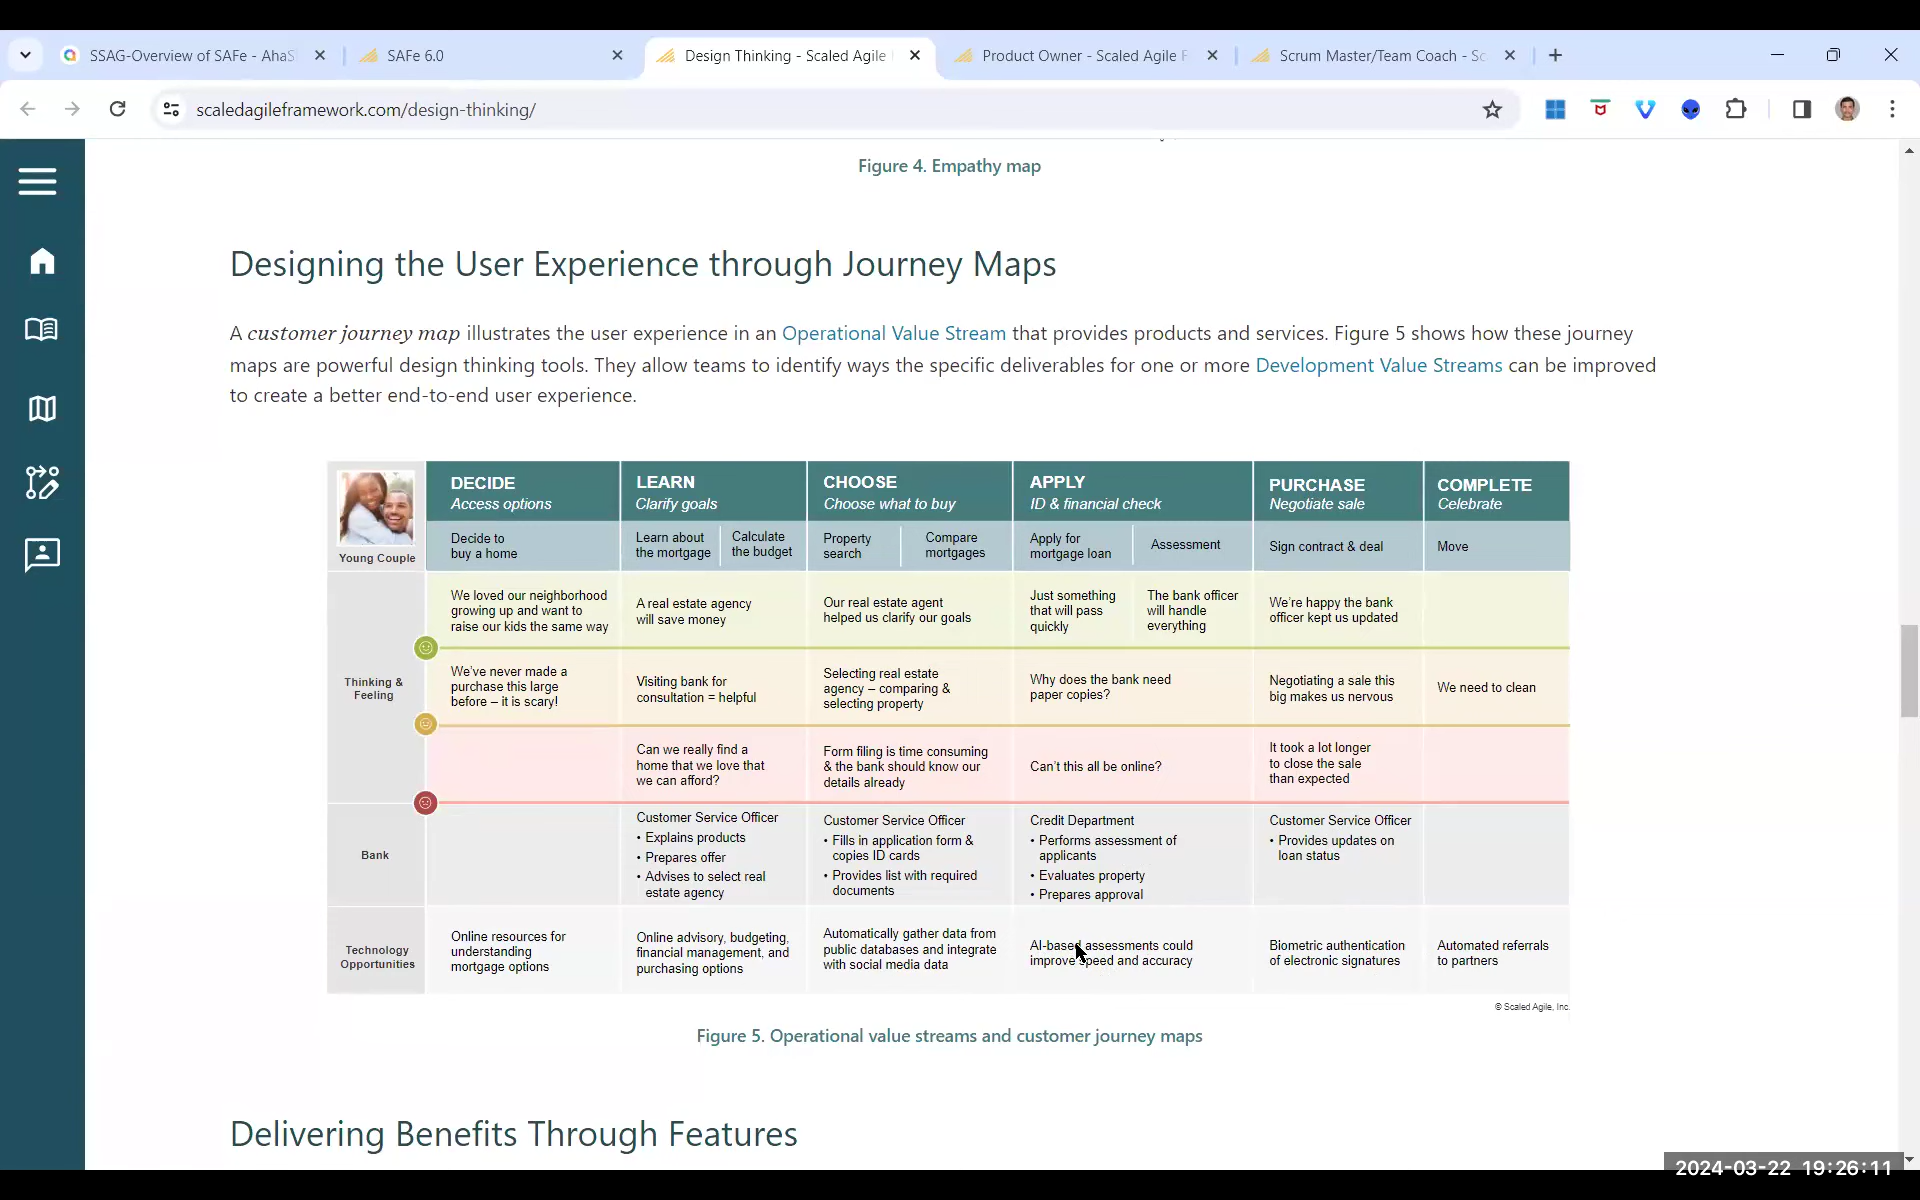 SSAG-Overview of SAFe - AhaS
SAFe 6.0
Design Thinking - Scaled Agile
Product Owner - Scaled Agile F
Scrum Master/Team Coach - Sc
scaledagileframework.com/design-thinking/
Figure 4. Empathy map
Designing the User Experience through Journey Maps
A customer journey map illustrates the user experience in an Operational Value Stream that provides products and services. Figure 5 shows how these journey
maps are powerful design thinking tools. They allow teams to identify ways the specific deliverables for one or more Development Value Streams can be improved
to create a better end-to-end user experience.
Young Couple
DECIDE
Access options
LEARN
Clarify goals
CHOOSE
Choose what to buy
APPLY
ID & financial check
PURCHASE
Negotiate sale
COMPLETE
Celebrate
Decide to
buy a home
Learn about
the mortgage
Calculate
the budget
Property
search
Compare
mortgages
Apply for
mortgage loan
Assessment
Sign contract & deal
Move
Thinking &
Feeling
We loved our neighborhood
growing up and want to
raise our kids the same way
A real estate agency
will save money
Our real estate agent
helped us clarify our goals
Just something
that will pass
quickly
The bank officer
will handle
everything
We're happy the bank
officer kept us updated
We've never made a
purchase this large
before – it is scary!
Visiting bank for
consultation = helpful
Selecting real estate
agency – comparing &
selecting property
Why does the bank need
paper copies?
Negotiating a sale this
big makes us nervous
We need to clean
Can we really find a
home that we love that
we can afford?
Form filing is time consuming
& the bank should know our
details already
Can't this all be online?
It took a lot longer
to close the sale
than expected
Bank
Customer Service Officer
• Explains products
• Prepares offer
• Advises to select real
estate agency
Customer Service Officer
• Fills in application form &
copies ID cards
• Provides list with required
documents
Credit Department
• Performs assessment of
applicants
• Evaluates property
• Prepares approval
Customer Service Officer
• Provides updates on
loan status
Technology
Opportunities
Online resources for
understanding
mortgage options
Online advisory, budgeting,
financial management, and
purchasing options
Automatically gather data from
public databases and integrate
with social media data
AI-based assessments could
improve speed and accuracy
Biometric authentication
of electronic signatures
Automated referrals
to partners
© Scaled Agile, Inc.
Figure 5. Operational value streams and customer journey maps
Delivering Benefits Through Features
2024-03-22 19:26:11